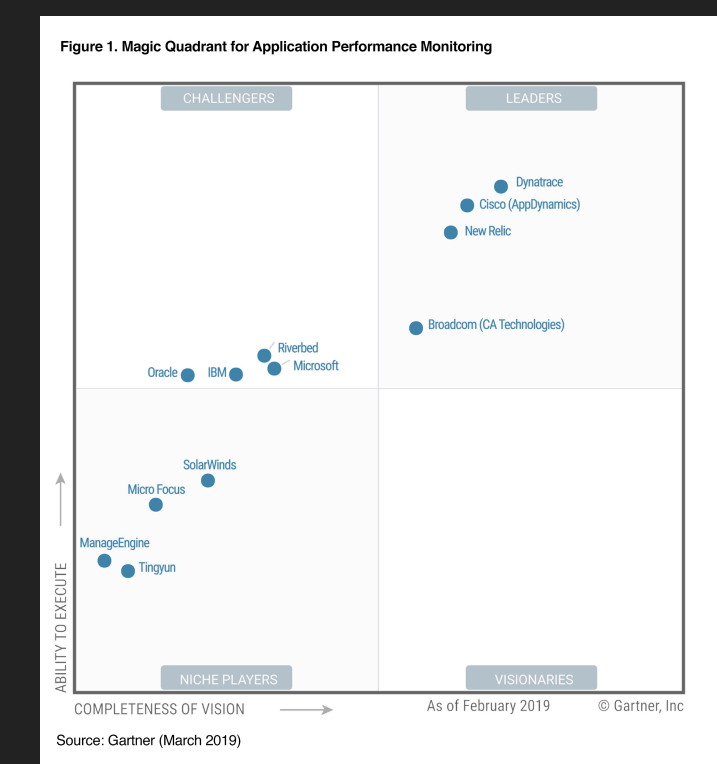 Figure 1. Magic Quadrant for Application Performance Monitoring
CHALLENGERS
LEADERS
Dynatrace
Cisco (AppDynamics)
New Relic
Broadcom (CA Technologies)
Riverbed
Microsoft
Oracle
IBM
SolarWinds
Micro Focus
ManageEngine
Tingyun
ABILITY TO EXECUTE
NICHE PLAYERS
VISIONARIES
COMPLETENESS OF VISION
As of February 2019
© Gartner, Inc
Source: Gartner (March 2019)